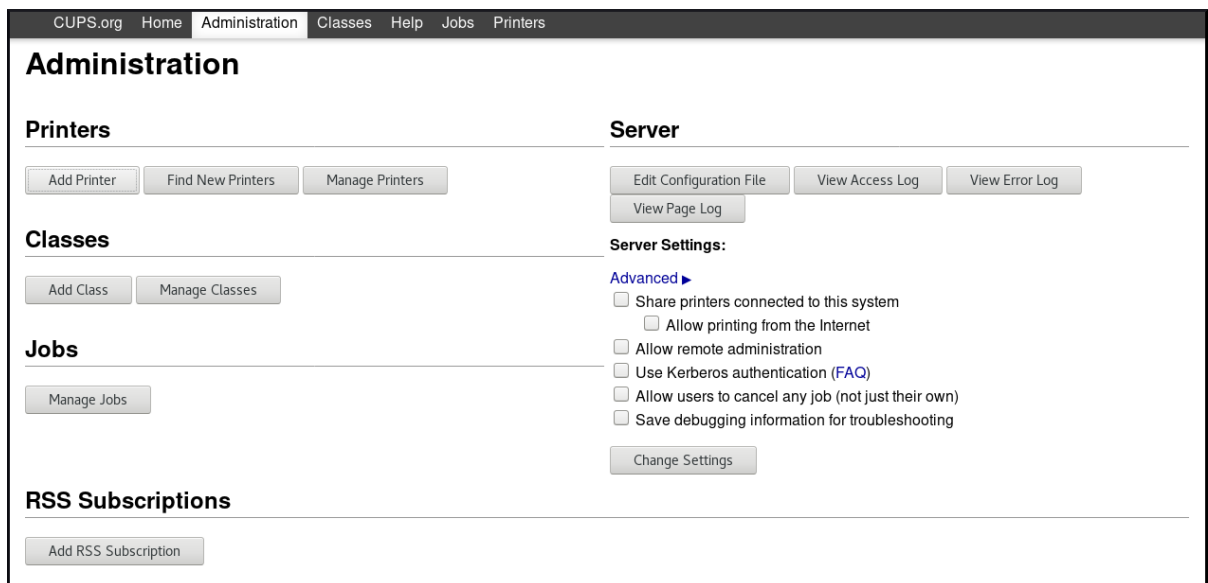 CUPS.org Home Administration Classes Help Jobs Printers
Administration
Printers
Add Printer Find New Printers Manage Printers
Classes
Add Class Manage Classes
Jobs
Manage Jobs
Server
Edit Configuration File View Access Log View Error Log
View Page Log
Server Settings:
Advanced ▶
Share printers connected to this system
Allow printing from the Internet
Allow remote administration
Use Kerberos authentication (FAQ)
Allow users to cancel any job (not just their own)
Save debugging information for troubleshooting
Change Settings
RSS Subscriptions
Add RSS Subscription